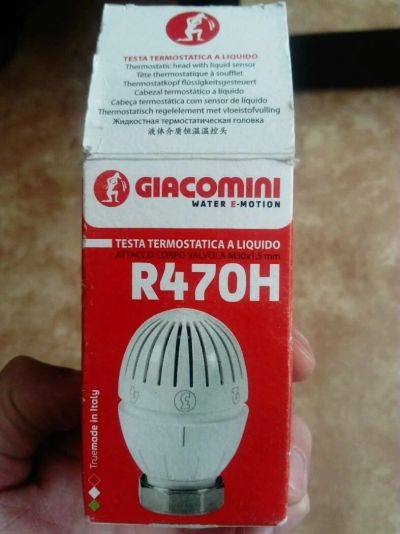 GIACOMINI
TESTA TERMOSTATICA A LIQUIDO
Thermostatic head with liquid sensor
Tête thermostatique à soufflet
Thermostatkopf flüssigkeitsgesteuert
Cabezal termostático a líquido
Cabeça termostática com sensor de líquido
Thermostatisch regelelement met vloeistofvulling
Жидкостная термостатическая головка
液体介质恒温温控头
GIACOMINI
WATER E-MOTION
TESTA TERMOSTATICA A LIQUIDO
ATTACCO CORPO VALVOLA M30x1,5 mm
R470H
Truemade in Italy